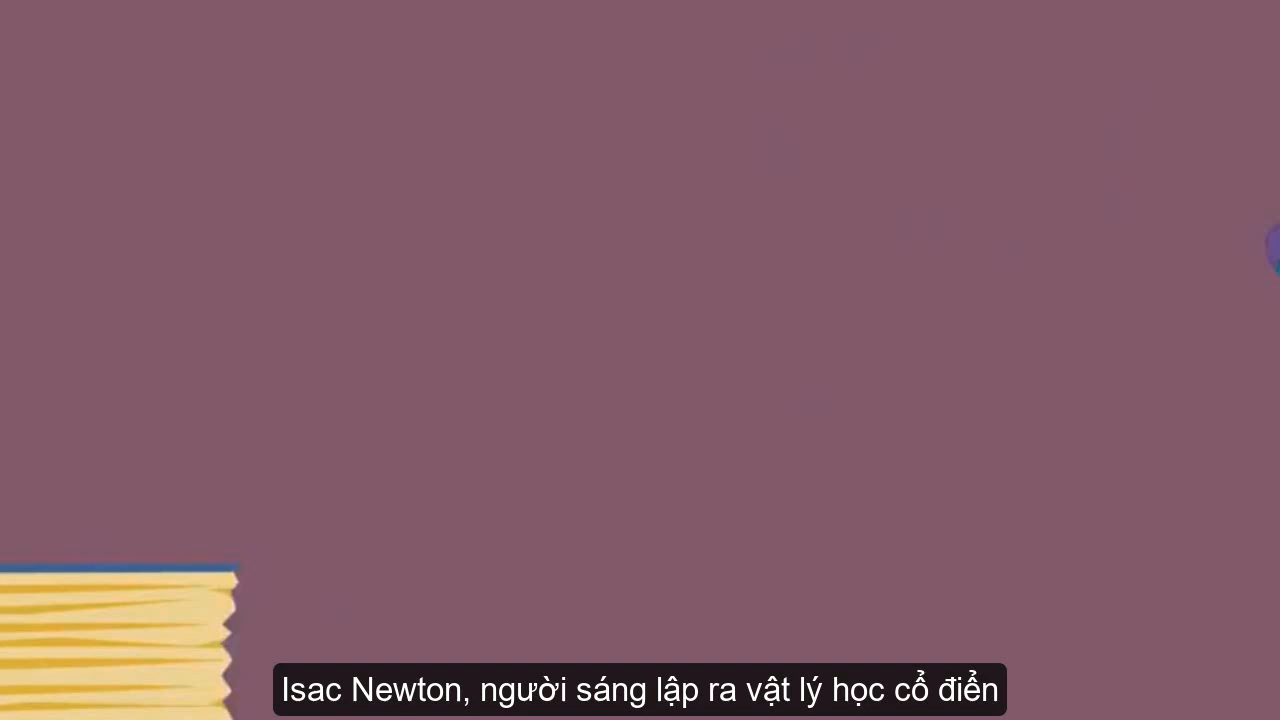 Isac Newton, người sáng lập ra vật lý học cổ điển